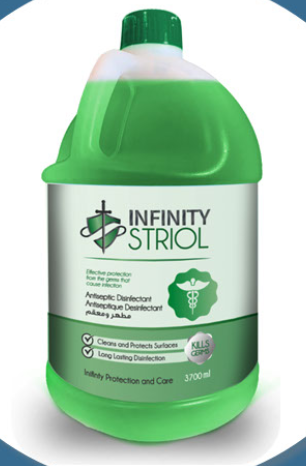 INFINITY
STRIOL
Effective protection
from the germs that
cause infection
Antiseptic Disinfectant
Antiseptique Desinfectant
مطهر ومعقم
Cleans and Protects Surfaces
Long Lasting Disinfection
KILLS
GERMS
Infinity Protection and Care
3700 ml